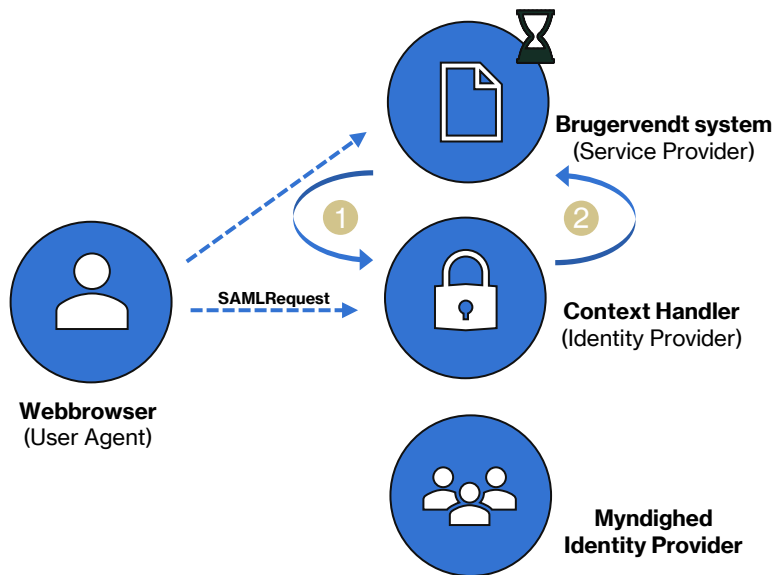 Brugervendt system
(Service Provider)
1
2
SAMLRequest
Context Handler
(Identity Provider)
Webbrowser
(User Agent)
Myndighed
Identity Provider